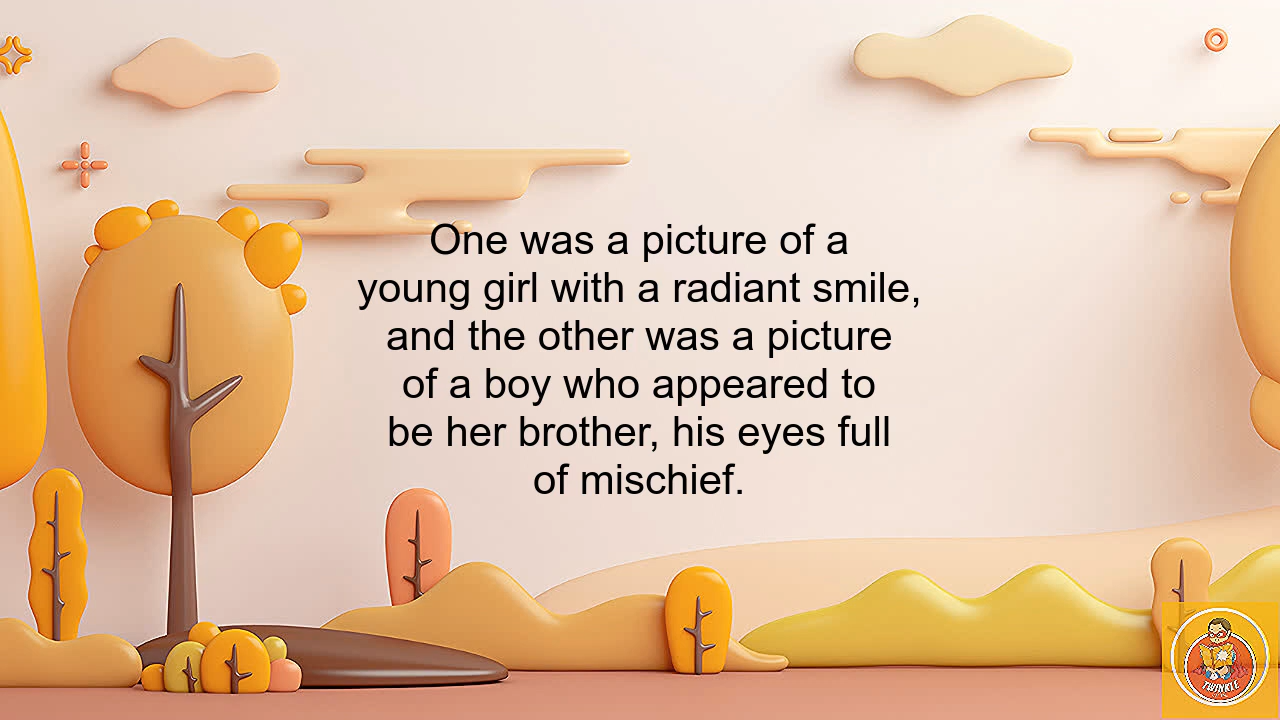 One was a picture of a
young girl with a radiant smile,
and the other was a picture
of a boy who appeared to
be her brother, his eyes full
of mischief.
TWINKLE